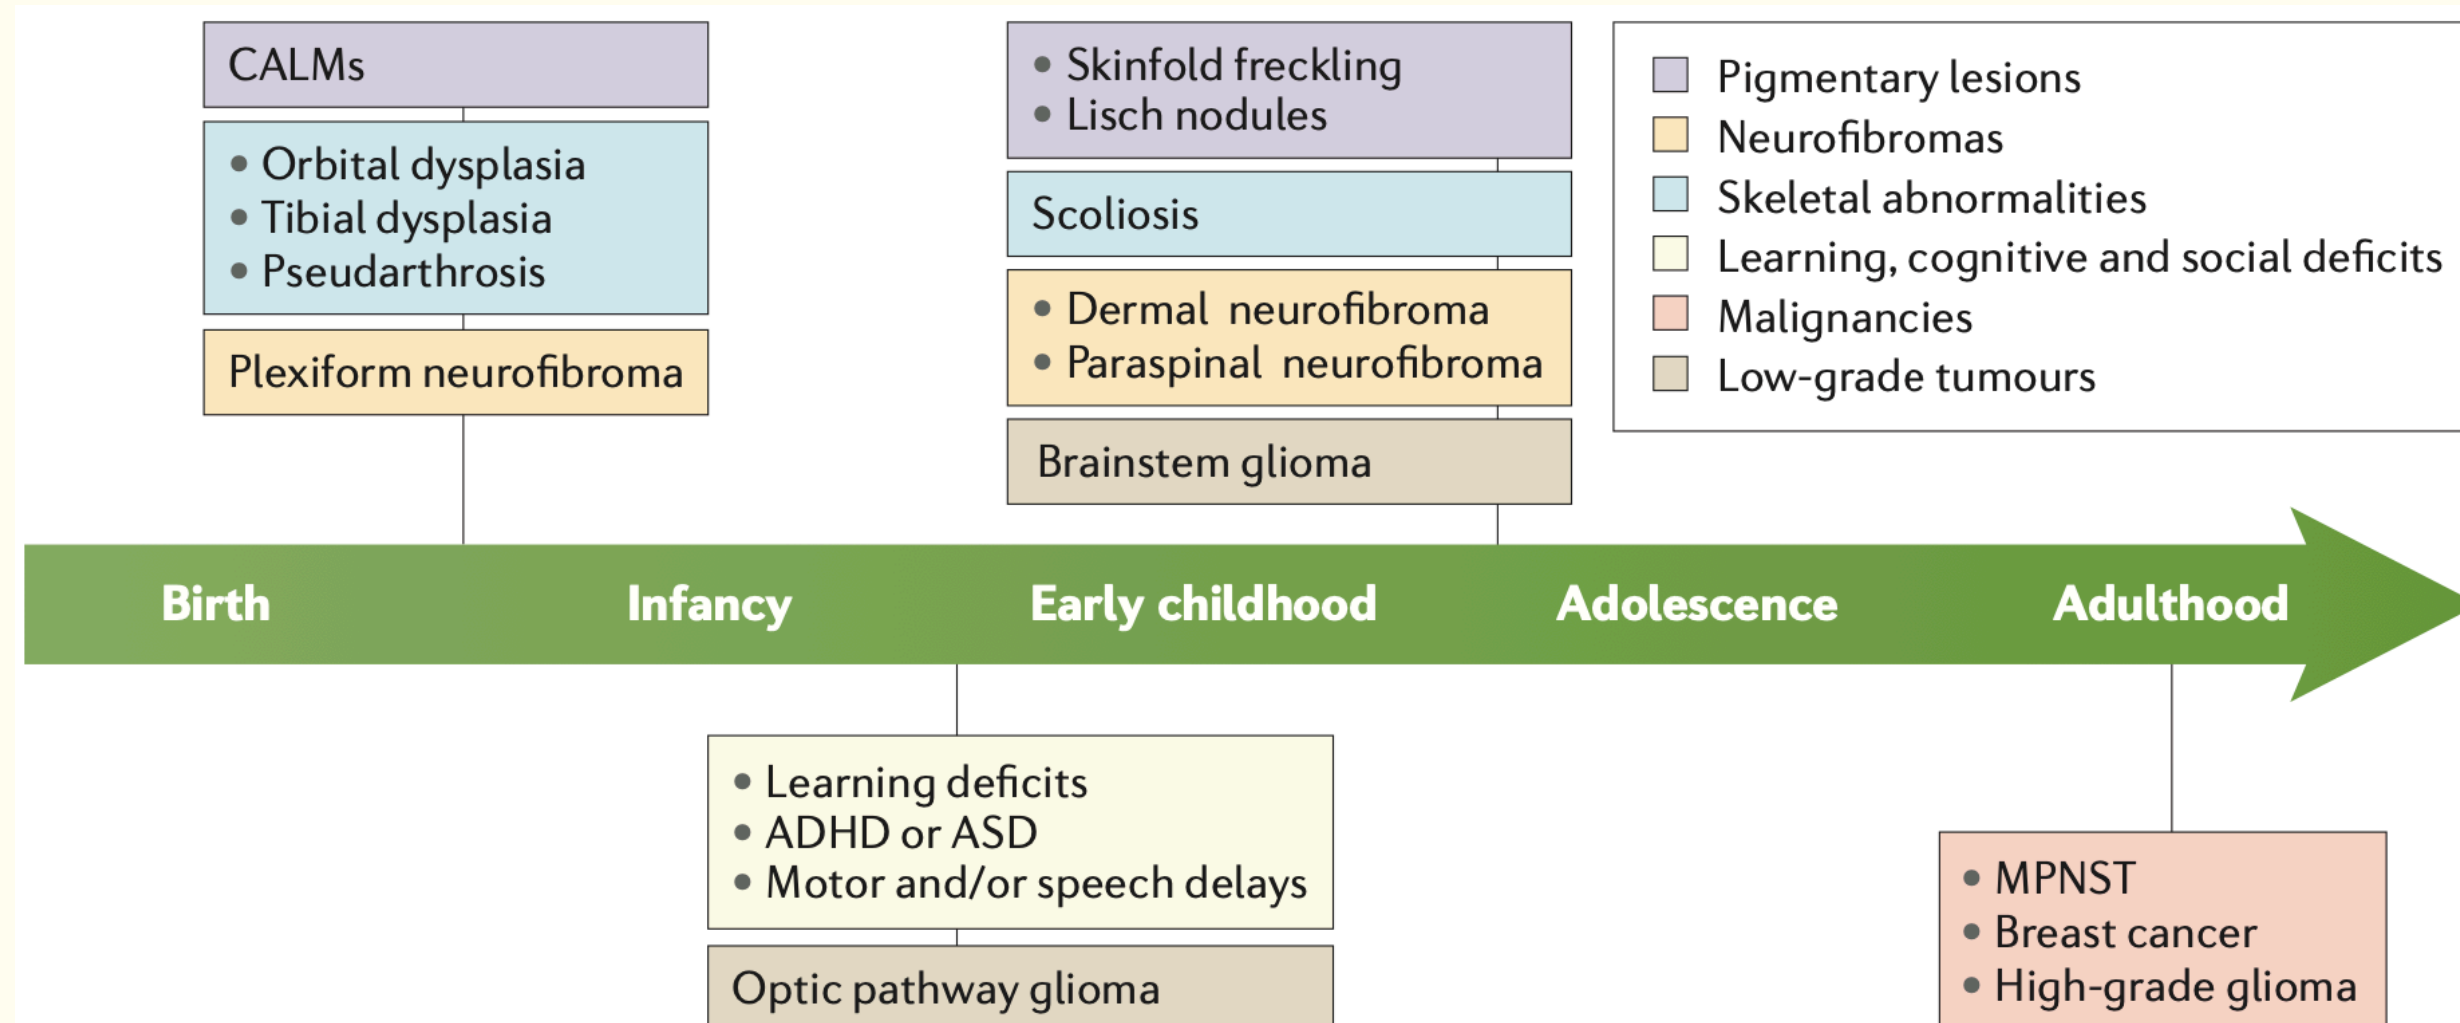 CALMs
• Orbital dysplasia
• Tibial dysplasia
• Pseudarthrosis
Plexiform neurofibroma
• Skinfold freckling
• Lisch nodules
Scoliosis
• Dermal neurofibroma
• Paraspinal neurofibroma
Brainstem glioma
Pigmentary lesions
Neurofibromas
Skeletal abnormalities
Learning, cognitive and social deficits
Malignancies
Low-grade tumours
Birth Infancy Early childhood Adolescence Adulthood
• Learning deficits
• ADHD or ASD
• Motor and/or speech delays
Optic pathway glioma
• MPNST
• Breast cancer
• High-grade glioma